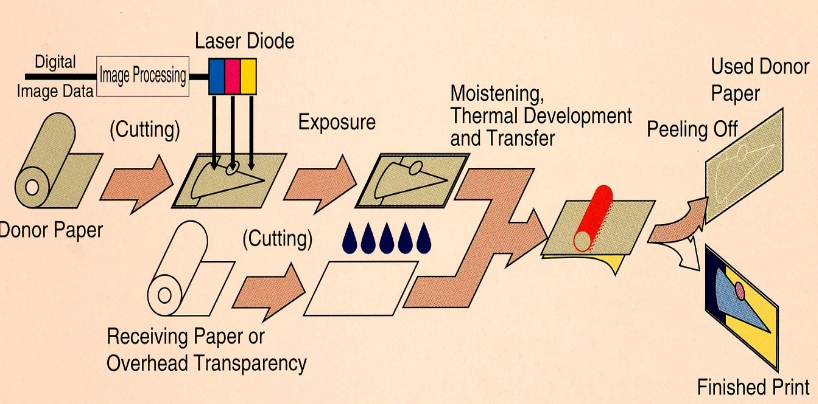 Laser Diode
Digital
Image Data
Image Processing
(Cutting)
Exposure
Moistening,
Thermal Development
and Transfer
Used Donor
Paper
Peeling Off
Donor Paper
(Cutting)
Receiving Paper or
Overhead Transparency
Finished Print